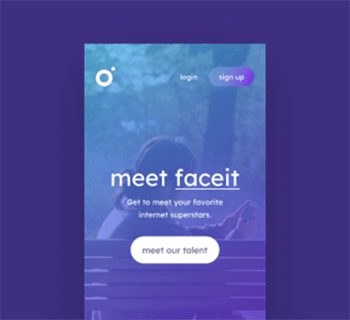 login
sign up
meet faceit
Get to meet your favorite
internet superstars.
meet our talent